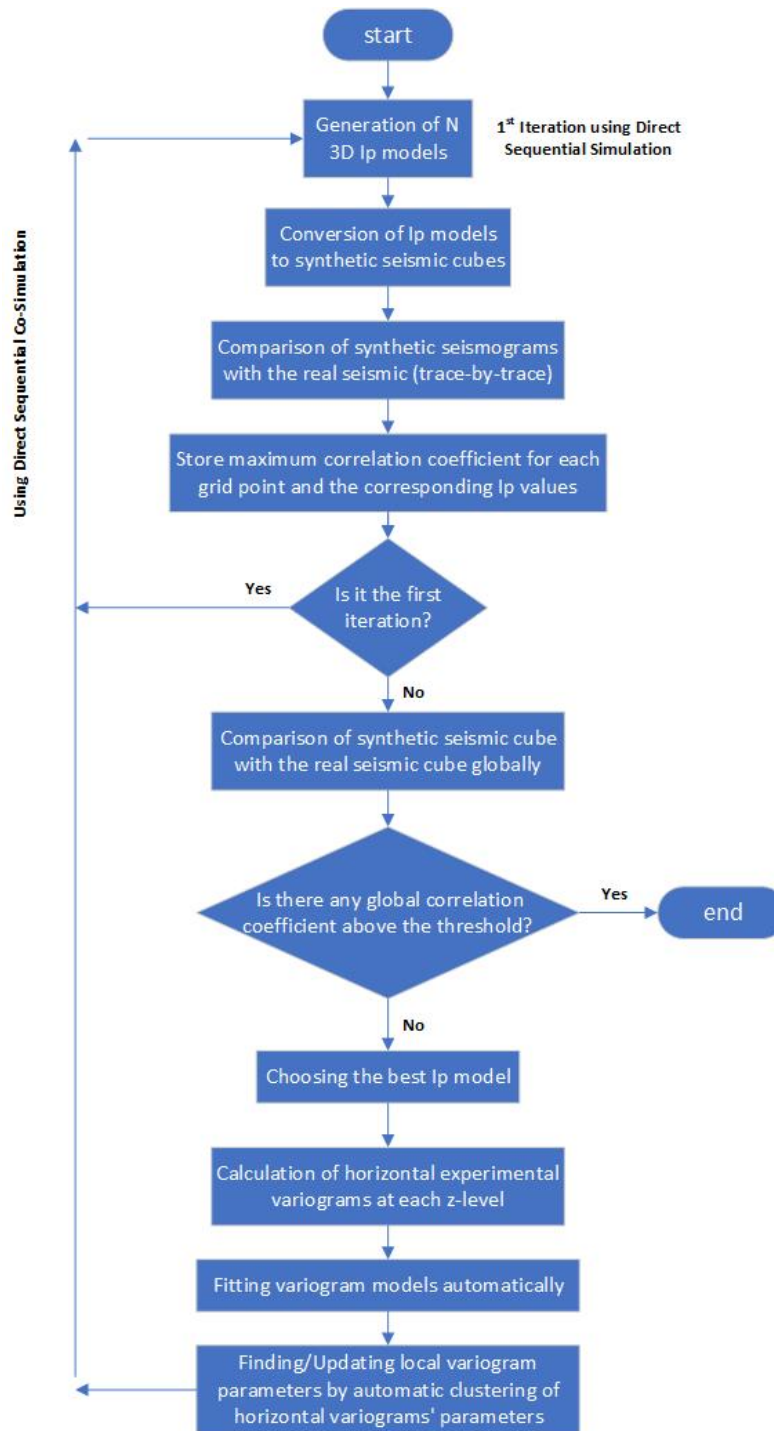 start
Generation of N
3D Ip models
1st Iteration using Direct
Sequential Simulation
Conversion of Ip models
to synthetic seismic cubes
Using Direct Sequential Co-Simulation
Comparison of synthetic seismograms
with the real seismic (trace-by-trace)
Store maximum correlation coefficient for each
grid point and the corresponding Ip values
Yes
Is it the first
iteration?
No
Comparison of synthetic seismic cube
with the real seismic cube globally
Is there any global correlation
coefficient above the threshold?
Yes
end
No
Choosing the best Ip model
Calculation of horizontal experimental
variograms at each z-level
Fitting variogram models automatically
Finding/Updating local variogram
parameters by automatic clustering of
horizontal variograms' parameters